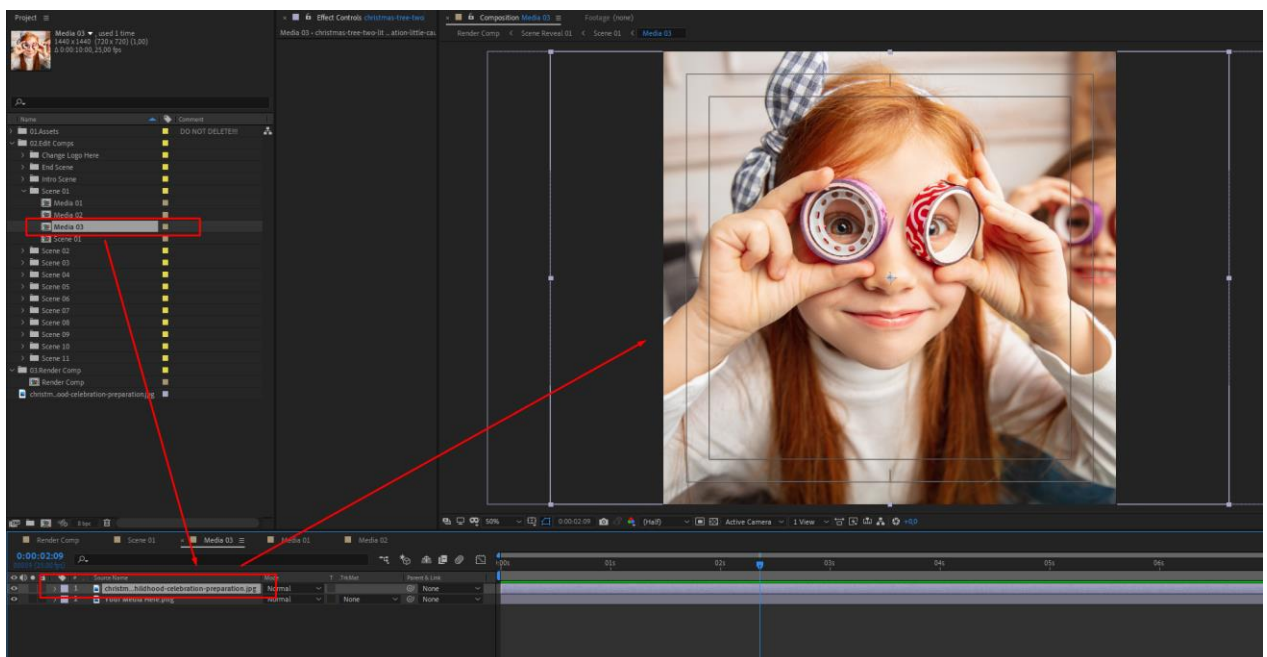 Project
Media 03 ▼, used 1 time
1440 x 1440 (720 x 720) (1,00)
Δ 0:00:10:00, 25,00 fps
Name Comment
01.Assets DO NOT DELETE!!!
02.Edit Comps
Change Logo Here
End Scene
Intro Scene
Scene 01
Media 01
Media 02
Media 03
Scene 01
Scene 02
Scene 03
Scene 04
Scene 05
Scene 06
Scene 07
Scene 08
Scene 09
Scene 10
Scene 11
03.Render Comp
Render Comp
christm...ood-celebration-preparation.jpg
8 bpc
Effect Controls christmas-tree-two
Media 03 · christmas-tree-two-lit ... ation-little-cau
Composition Media 03 Footage (none)
Render Comp Scene Reveal 01 Scene 01 Media 03
50% 0:00:02:09 (Half) Active Camera 1 View +0,0
Render Comp Scene 01 Media 03 Media 01 Media 02
0:00:02:09
:00s 01s 02s 03s 04s 05s 06s
# Source Name Mode T TrkMat Parent & Link
1 christm...hildhood-celebration-preparation.jpg Normal None
2 Your Media Here.png Normal None None